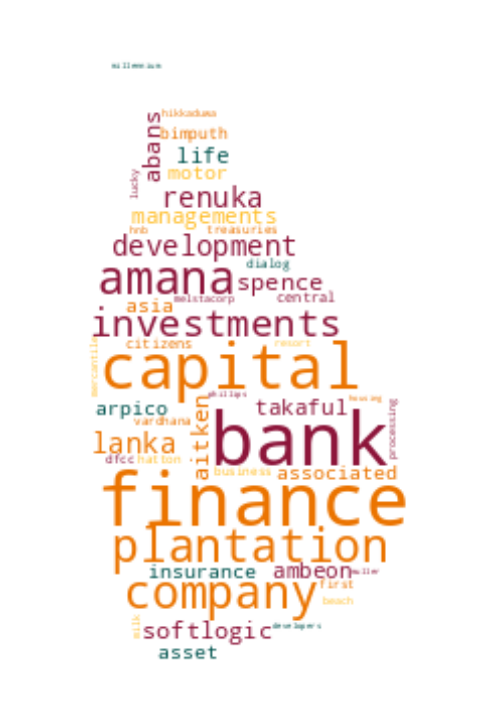 millennium
hikkaduwa
abans
bimputh
life
lucky
motor
renuka
managements
hnb treasuries
development
dialog
amana spence
melstacorp central
asia
investments
citizens resort
mercantile
capital
phillips housing
arpico takaful
vardhana
aitken
bank
processing
lanka
dfcc hatton
business associated
finance
plantation
insurance ambeon muller
first
company
beach
milk
softlogic developers
asset